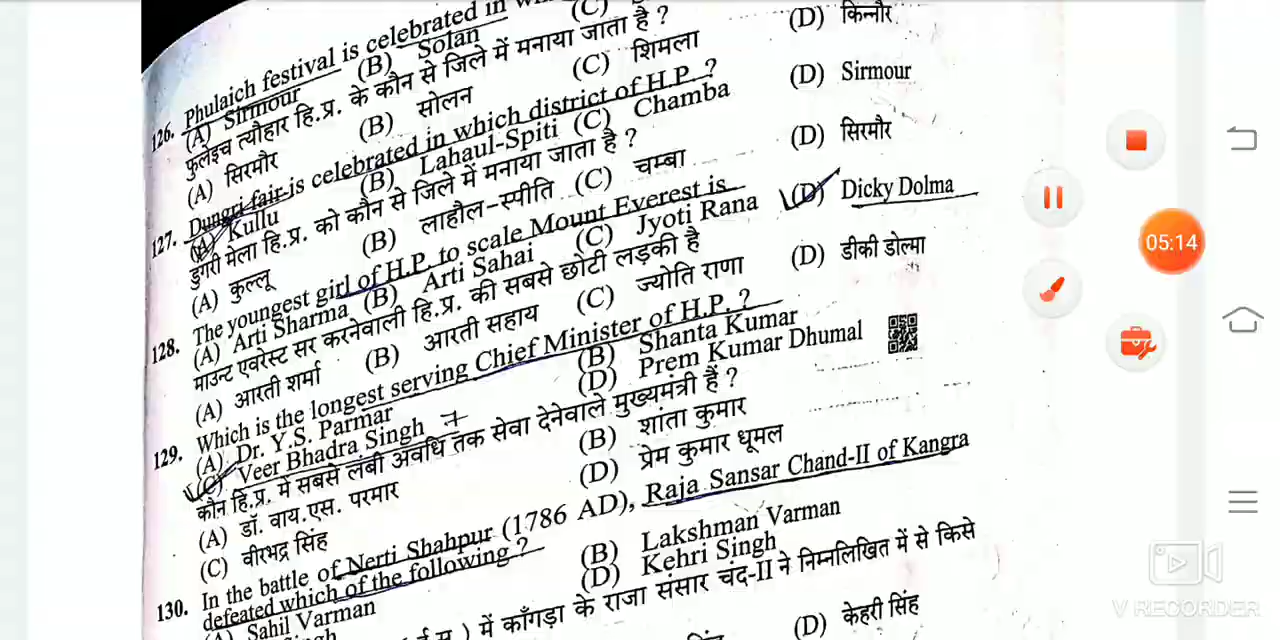 126. Phulaich festival is celebrated in
(A) Sirmour (B) Solan (C)
फुलेइच त्यौहार हि.प्र. के कौन से जिले में मनाया जाता है ?
(A) सिरमौर (B) सोलन (C) शिमला (D) किन्नौर
127. Dungri fair is celebrated in which district of H.P. ?
(A) Kullu (B) Lahaul-Spiti (C) Chamba (D) Sirmour
डुंगरी मेला हि.प्र. को कौन से जिले में मनाया जाता है ?
(A) कुल्लू (B) लाहौल-स्पीति (C) चम्बा (D) सिरमौर
128. The youngest girl of H.P. to scale Mount Everest is
(A) Arti Sharma (B) Arti Sahai (C) Jyoti Rana (D) Dicky Dolma
माउन्ट एवरेस्ट सर करनेवाली हि.प्र. की सबसे छोटी लड़की है
(A) आरती शर्मा (B) आरती सहाय (C) ज्योति राणा (D) डीकी डोल्मा
129. Which is the longest serving Chief Minister of H.P. ?
(A) Dr. Y.S. Parmar (B) Shanta Kumar
(C) Veer Bhadra Singh (D) Prem Kumar Dhumal
कौन हि.प्र. में सबसे लंबी अवधि तक सेवा देनेवाले मुख्यमंत्री हैं ?
(A) डॉ. वाय.एस. परमार (B) शांता कुमार
(C) वीरभद्र सिंह (D) प्रेम कुमार धूमल
130. In the battle of Nerti Shahpur (1786 AD), Raja Sansar Chand-II of Kangra
defeated which of the following ?
(A) Sahil Varman (B) Lakshman Varman
(D) Kehri Singh
में काँगड़ा के राजा संसार चंद-II ने निम्नलिखित में से किसे
(D) केहरी सिंह
05:14
V RECORDER